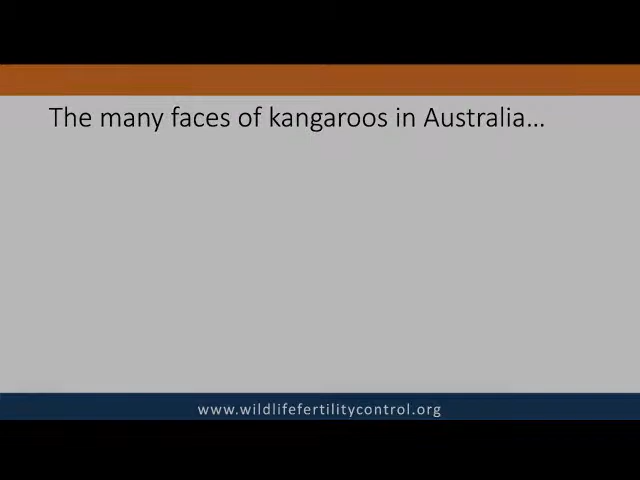 The many faces of kangaroos in Australia…
www.wildlifefertilitycontrol.org